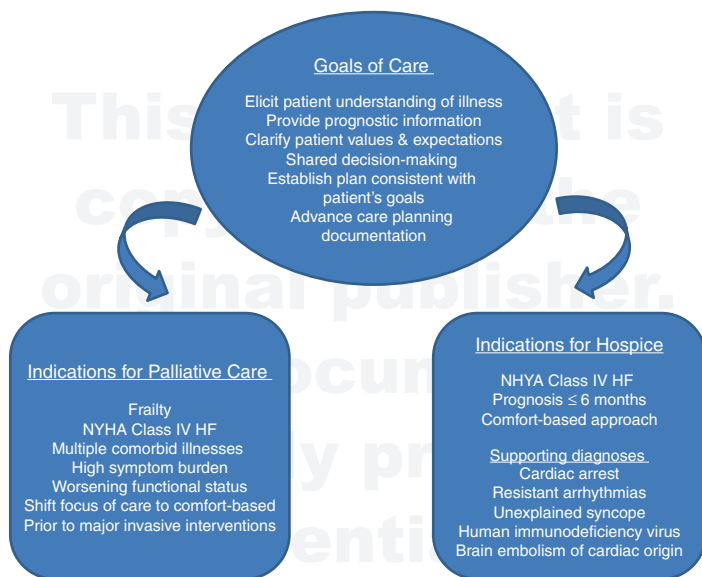 Goals of Care
Elicit patient understanding of illness
Provide prognostic information
Clarify patient values & expectations
Shared decision-making
Establish plan consistent with
patient's goals
Advance care planning
documentation
Indications for Palliative Care
Frailty
NYHA Class IV HF
Multiple comorbid illnesses
High symptom burden
Worsening functional status
Shift focus of care to comfort-based
Prior to major invasive interventions
Indications for Hospice
NHYA Class IV HF
Prognosis ≤ 6 months
Comfort-based approach
Supporting diagnoses
Cardiac arrest
Resistant arrhythmias
Unexplained syncope
Human immunodeficiency virus
Brain embolism of cardiac origin
This is
the
original publisher.